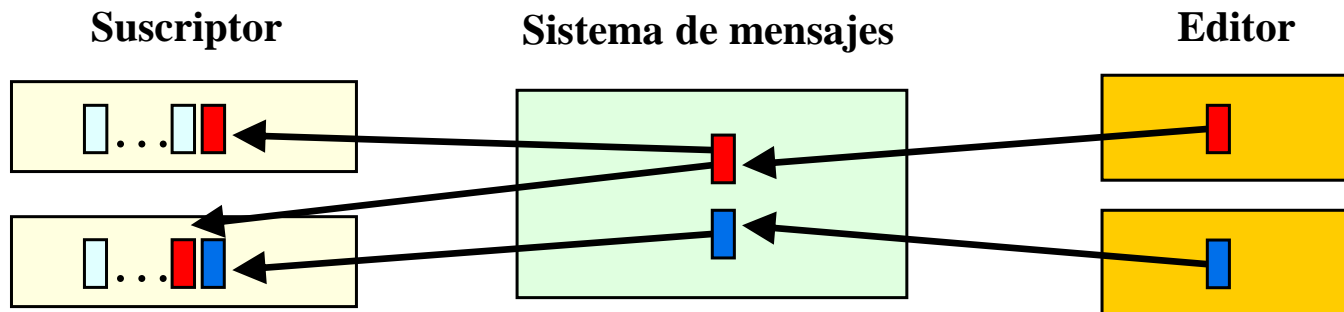 Suscriptor
Sistema de mensajes
Editor
. . .
. . .